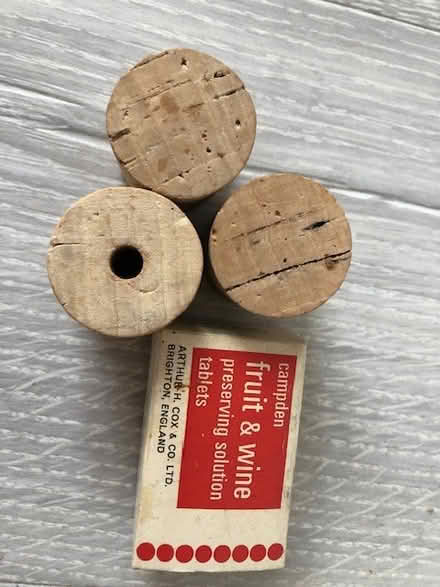 campden
fruit & wine
preserving solution
tablets
ARTHUR H. COX & CO. LTD.
BRIGHTON, ENGLAND